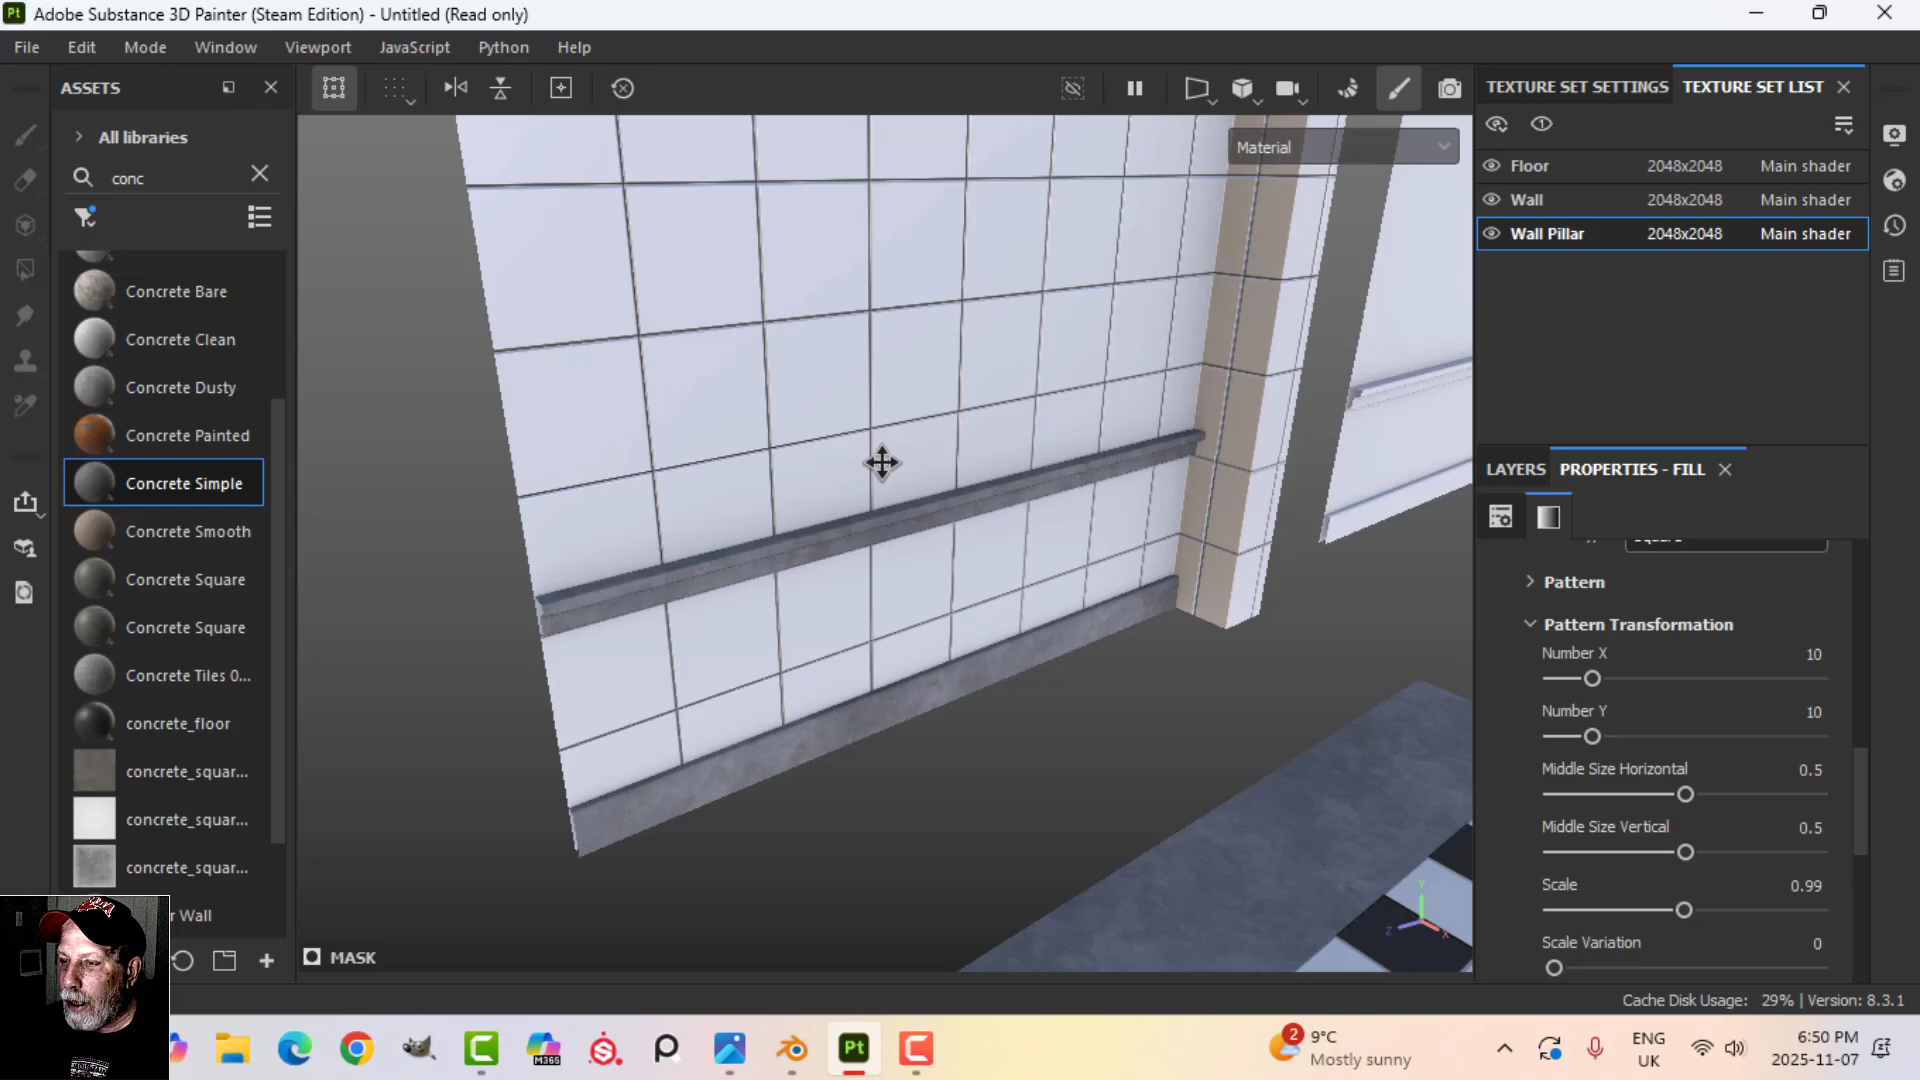 Pt Adobe Substance 3D Painter (Steam Edition) - Untitled (Read only)
File Edit Mode Window Viewport JavaScript Python Help
ASSETS
All libraries
conc
Concrete Bare
Concrete Clean
Concrete Dusty
Concrete Painted
Concrete Simple
Concrete Smooth
Concrete Square
Concrete Square
Concrete Tiles 0...
concrete_floor
concrete_squar...
concrete_squar...
concrete_squar...
Wall
Material
MASK
Y
Z
X
TEXTURE SET SETTINGS TEXTURE SET LIST
Floor 2048x2048 Main shader
Wall 2048x2048 Main shader
Wall Pillar 2048x2048 Main shader
LAYERS PROPERTIES - FILL
Pattern
Pattern Transformation
Number X 10
Number Y 10
Middle Size Horizontal 0.5
Middle Size Vertical 0.5
Scale 0.99
Scale Variation 0
Cache Disk Usage: 29% | Version: 8.3.1
M365
Pt
2
9°C
Mostly sunny
ENG
UK
6:50 PM
2025-11-07